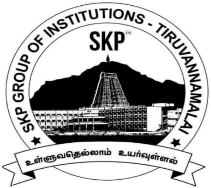 SKP GROUP OF INSTITUTIONS - TIRUVANNAMALAI
SKP
உள்ளுவதெல்லாம் உயர்வுள்ளல்